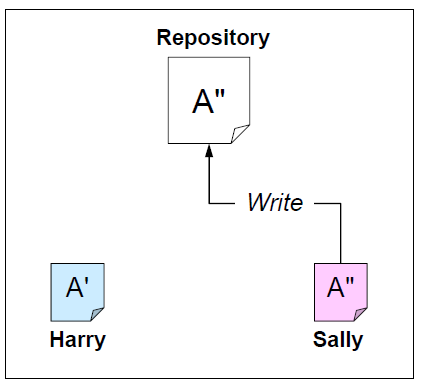 Repository
A"
Write
A'
A"
Harry
Sally